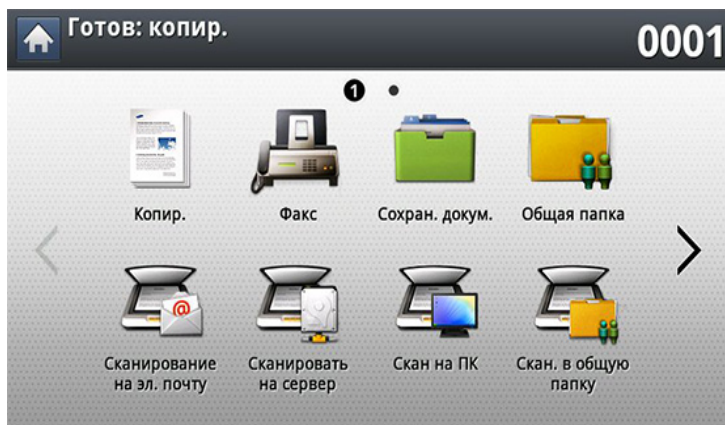 Готов: копир.
0001
1
Копир.
Факс
Сохран. докум.
Общая папка
Сканирование
на эл. почту
Сканировать
на сервер
Скан на ПК
Скан. в общую
папку